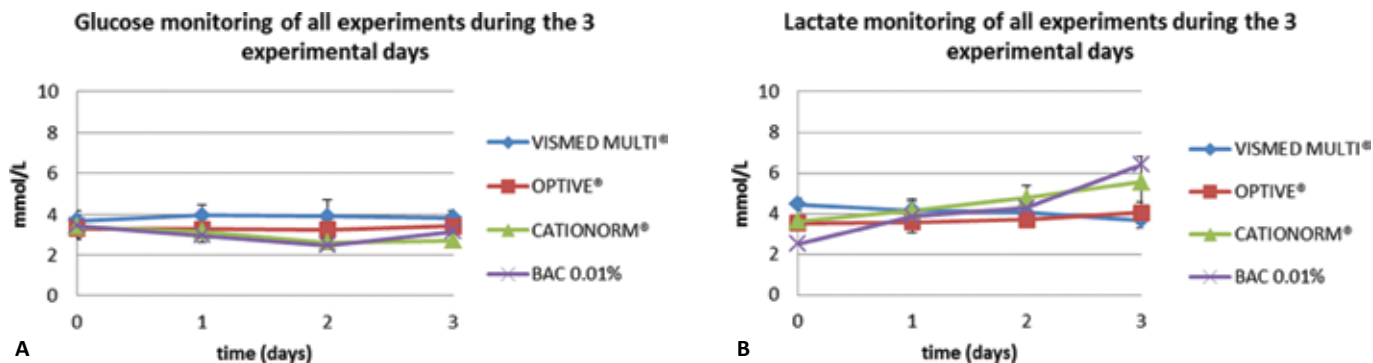 Glucose monitoring of all experiments during the 3
experimental days
10
8
6
4
2
0
mmol/L
0 1 2 3
time (days)
VISMED MULTI®
OPTIVE®
CATIONORM®
BAC 0.01%
A
Lactate monitoring of all experiments during the 3
experimental days
10
8
6
4
2
0
mmol/L
0 1 2 3
time (days)
VISMED MULTI®
OPTIVE®
CATIONORM®
BAC 0.01%
B